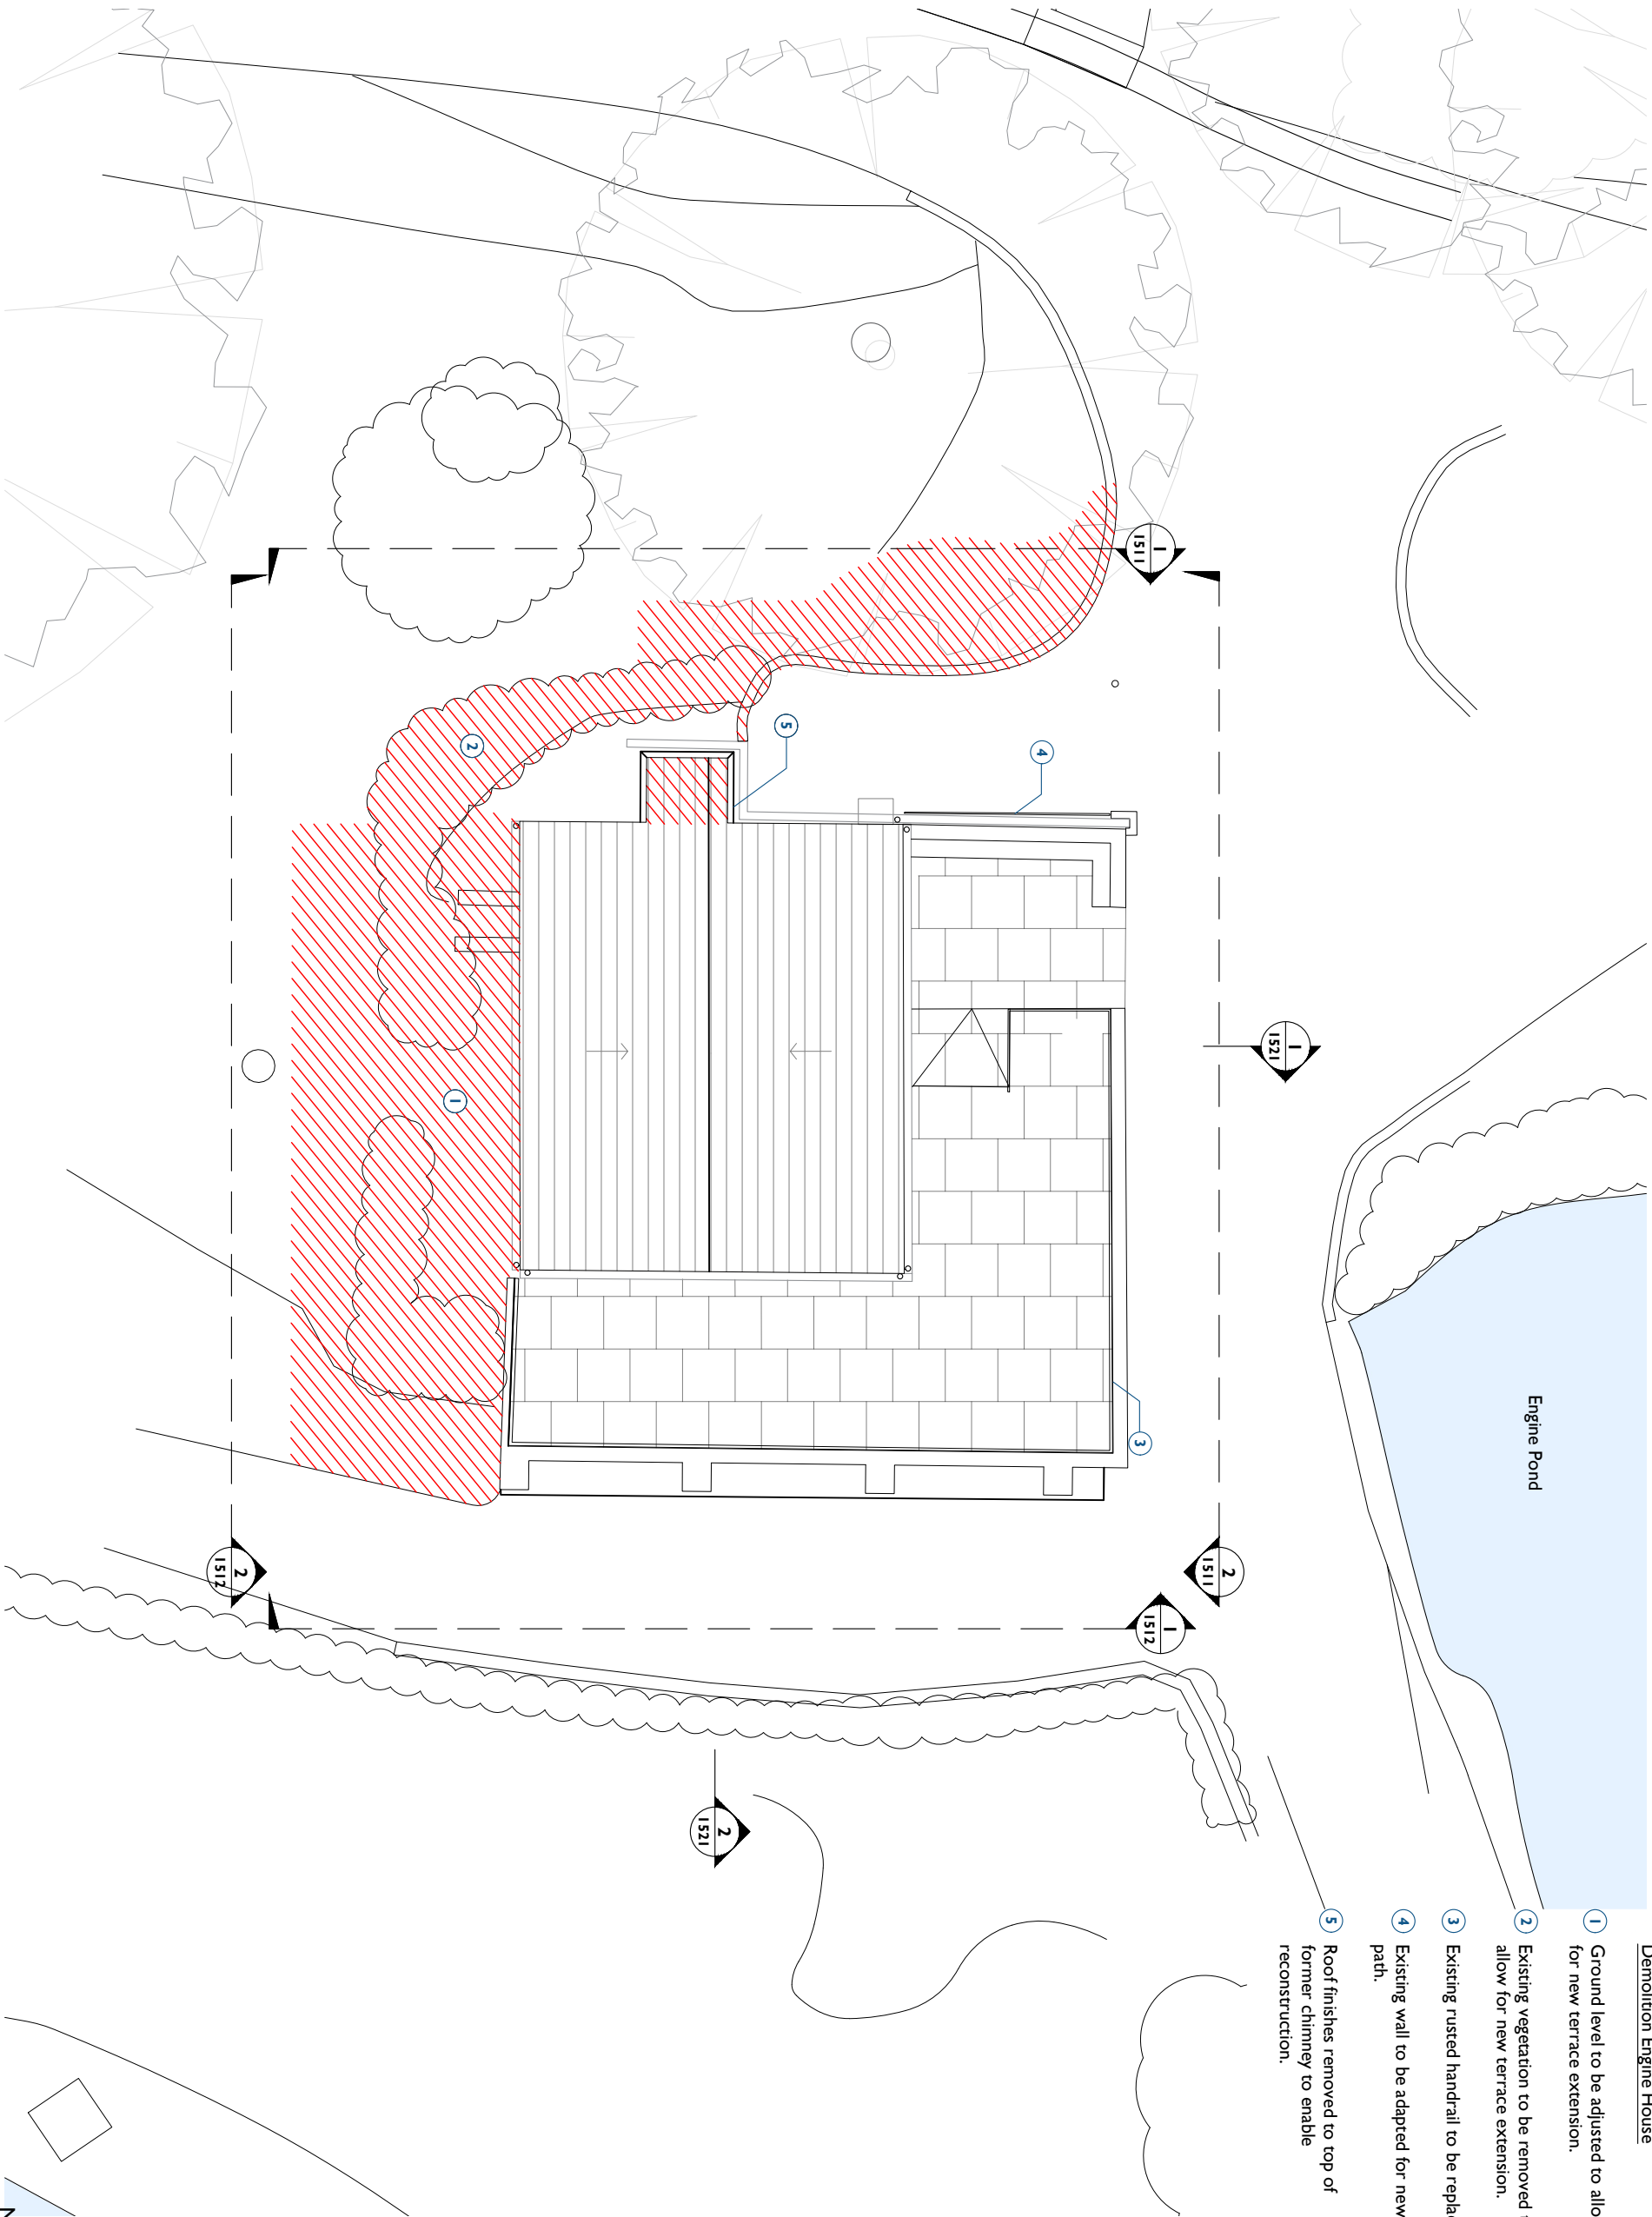 Demolition Engine House
1 Ground level to be adjusted to
for new terrace extension.
2 Existing vegetation to be removed
allow for new terrace extension.
3 Existing rusted handrail to be
4 Existing wall to be adapted for new
path.
5 Roof finishes removed to top of
former chimney to enable
reconstruction.
Engine Pond
1
1511
1
1521
2
1511
1
1512
2
1512
2
1521
5
4
2
1
3